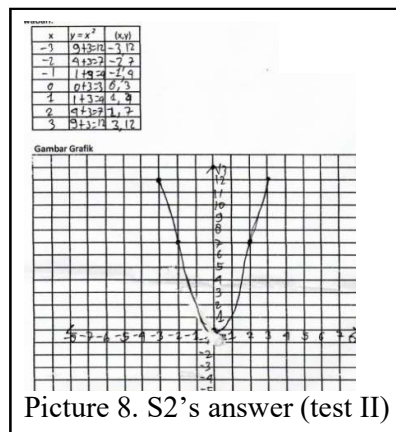 waban:
x y = x² (x,y)
-3 9+3=12 -3,12
-2 4+3=7 -2,7
-1 1+3=4 -1,4
0 0+3=3 0,3
1 1+3=4 1,4
2 4+3=7 2,7
3 9+3=12 3,12
Gambar Grafik
13
12
11
10
9
8
7
6
5
4
3
2
1
-8 -7 -6 -5 -4 -3 -2 -1 1 2 3 4 5 6 7 8
-2
-3
-4
Picture 8. S2's answer (test II)